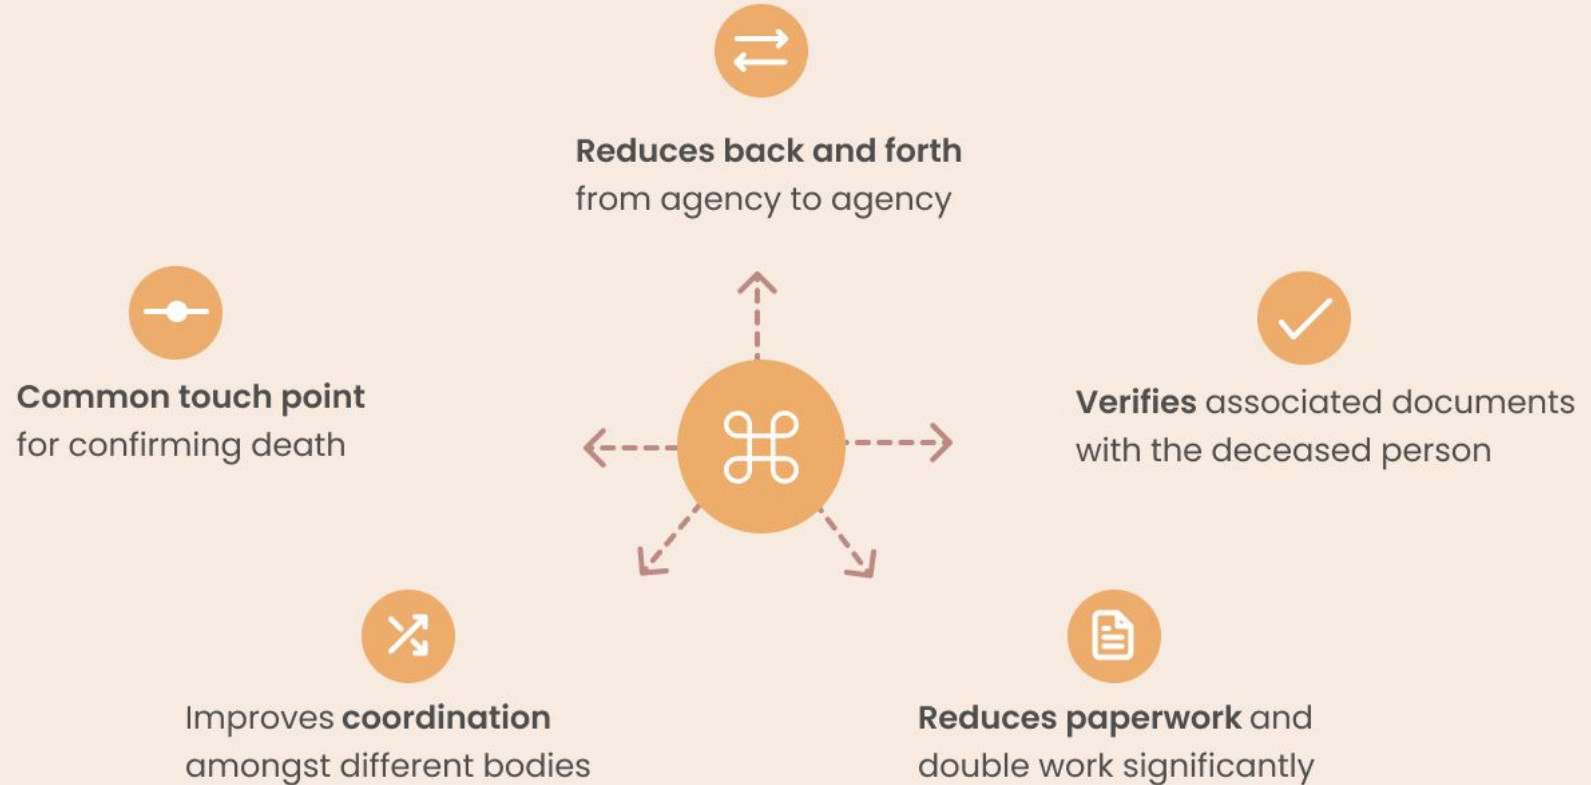 Reduces back and forth
from agency to agency
Common touch point
for confirming death
Verifies associated documents
with the deceased person
Improves coordination
amongst different bodies
Reduces paperwork and
double work significantly